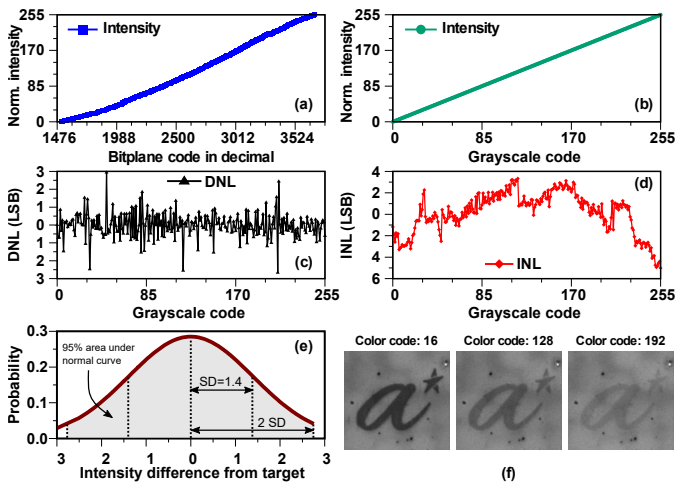 255
170
85
0
Norm. intensity
Intensity
(a)
1476 1988 2500 3012 3524
Bitplane code in decimal
255
170
85
0
Norm. intensity
Intensity
(b)
0 85 170 255
Grayscale code
3
2
1
0
1
2
3
DNL (LSB)
DNL
(c)
0 85 170 255
Grayscale code
4
2
0
2
4
6
INL (LSB)
(d)
INL
0 85 170 255
Grayscale code
0.3
0.2
0.1
0.0
Probability
95% area under
normal curve
(e)
SD=1.4
2 SD
3 2 1 0 1 2 3
Intensity difference from target
Color code: 16 Color code: 128 Color code: 192
a
a
a
(f)